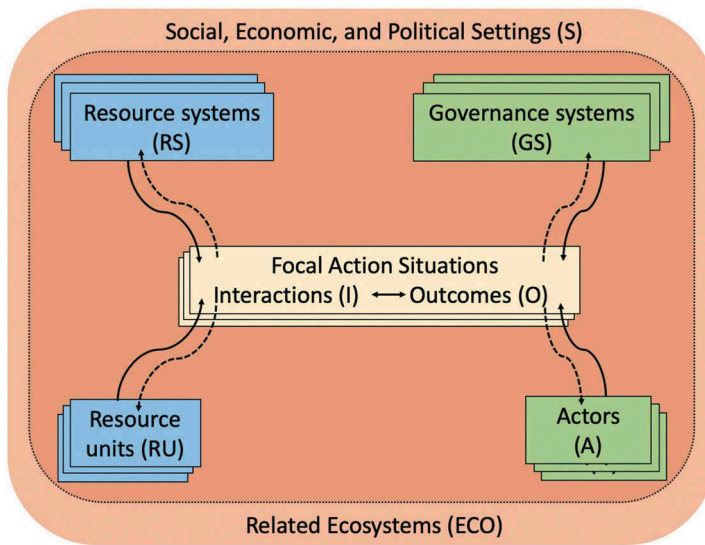 Social, Economic, and Political Settings (S)
Resource systems
(RS)
Governance systems
(GS)
Focal Action Situations
Interactions (I) Outcomes (O)
Resource
units (RU)
Actors
(A)
Related Ecosystems (ECO)